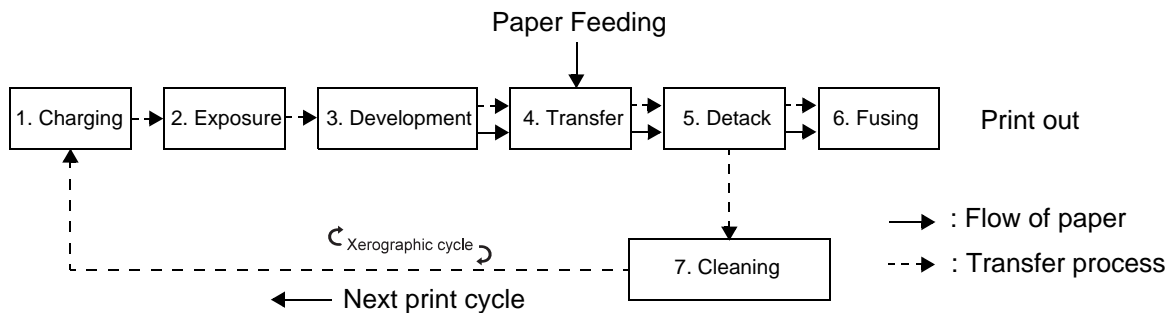 Paper Feeding
1. Charging
2. Exposure
3. Development
4. Transfer
5. Detack
6. Fusing
Print out
: Flow of paper
Xerographic cycle
7. Cleaning
: Transfer process
Next print cycle